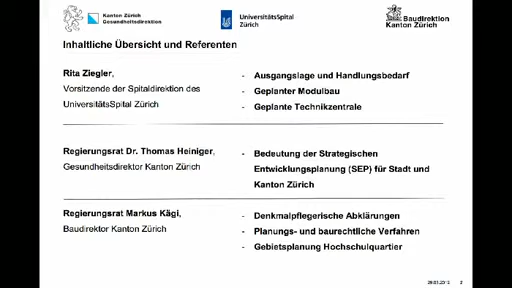 Kanton Zürich
Gesundheitsdirektion
UniversitätsSpital
Zürich
Baudirektion
Kanton Zürich
Inhaltliche Übersicht und Referenten
Rita Ziegler,
Vorsitzende der Spitaldirektion des
UniversitätsSpital Zürich
- Ausgangslage und Handlungsbedarf
- Geplanter Modulbau
- Geplante Technikzentrale
Regierungsrat Dr. Thomas Heiniger,
Gesundheitsdirektor Kanton Zürich
- Bedeutung der Strategischen
Entwicklungsplanung (SEP) für Stadt und
Kanton Zürich
Regierungsrat Markus Kägi,
Baudirektor Kanton Zürich
- Denkmalpflegerische Abklärungen
- Planungs- und baurechtliche Verfahren
- Gebietsplanung Hochschulquartier